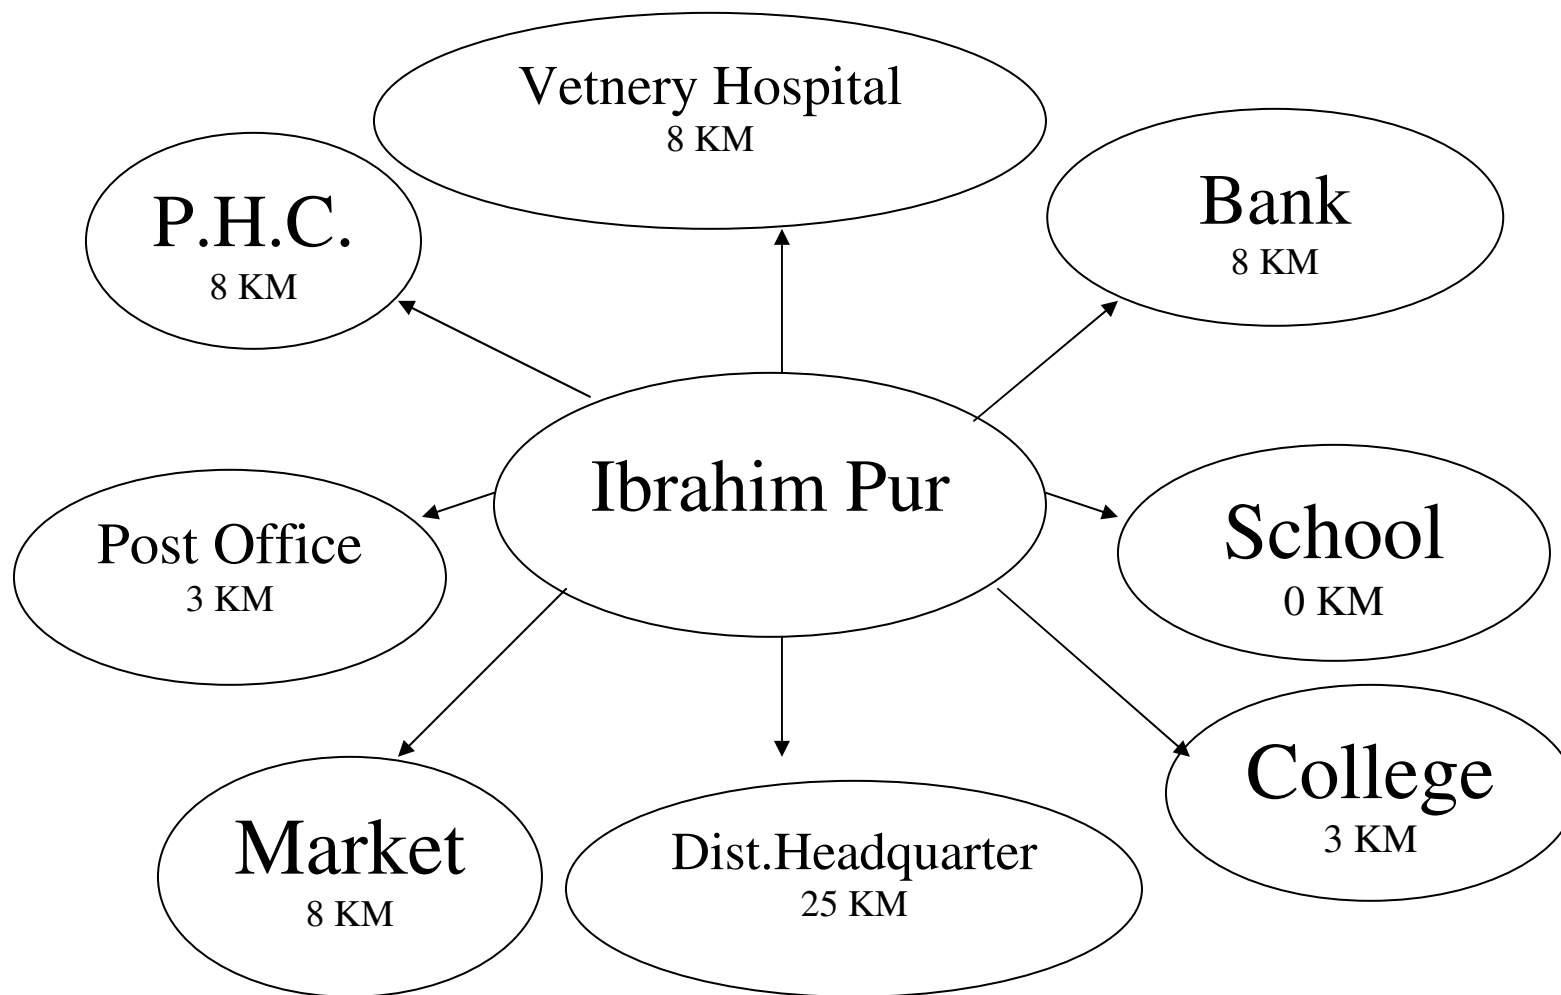 Vetnery Hospital
8 KM
P.H.C.
8 KM
Bank
8 KM
Ibrahim Pur
Post Office
3 KM
School
0 KM
Market
8 KM
Dist.Headquarter
25 KM
College
3 KM